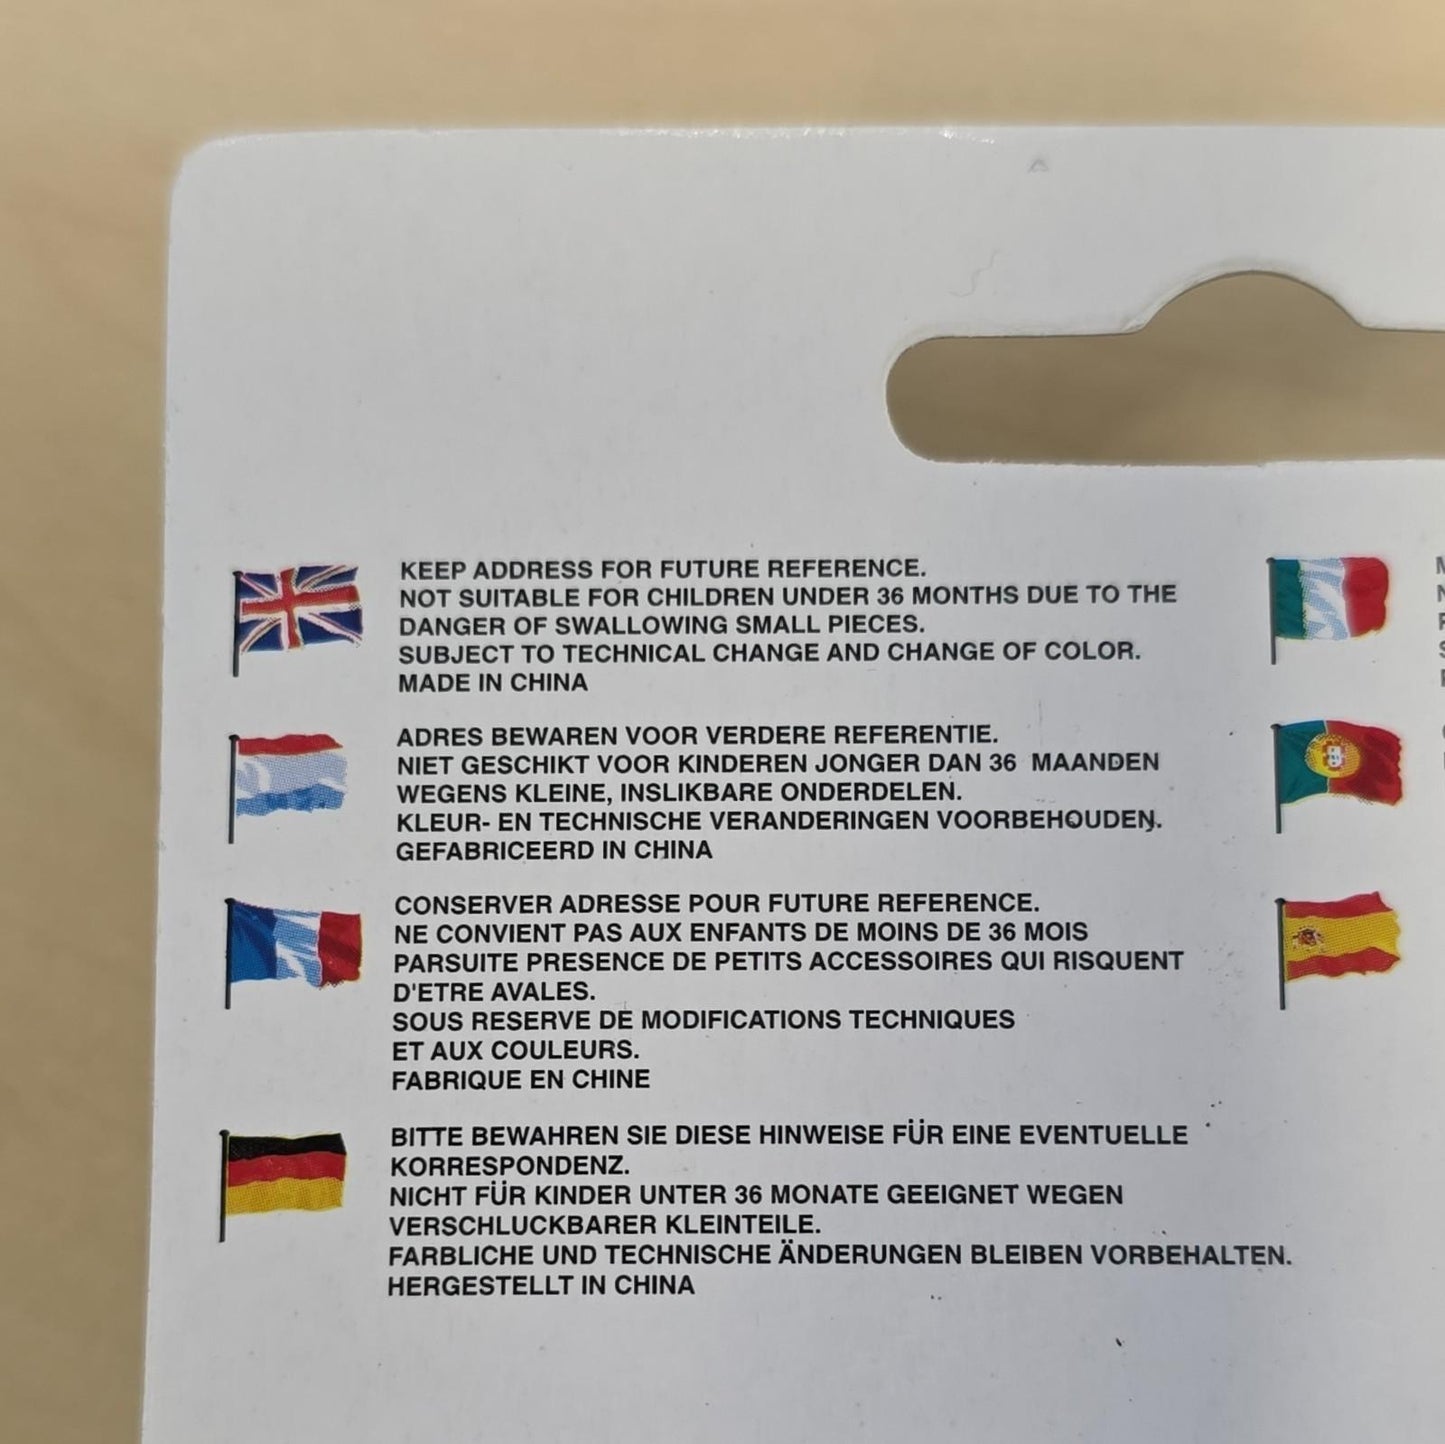 KEEP ADDRESS FOR FUTURE REFERENCE.
NOT SUITABLE FOR CHILDREN UNDER 36 MONTHS DUE TO THE
DANGER OF SWALLOWING SMALL PIECES.
SUBJECT TO TECHNICAL CHANGE AND CHANGE OF COLOR.
MADE IN CHINA
ADRES BEWAREN VOOR VERDERE REFERENTIE.
NIET GESCHIKT VOOR KINDEREN JONGER DAN 36 MAANDEN
WEGENS KLEINE, INSLIKBARE ONDERDELEN.
KLEUR- EN TECHNISCHE VERANDERINGEN VOORBEHOUDEN.
GEFABRICEERD IN CHINA
CONSERVER ADRESSE POUR FUTURE REFERENCE.
NE CONVIENT PAS AUX ENFANTS DE MOINS DE 36 MOIS
PARSUITE PRESENCE DE PETITS ACCESSOIRES QUI RISQUENT
D'ETRE AVALES.
SOUS RESERVE DE MODIFICATIONS TECHNIQUES
ET AUX COULEURS.
FABRIQUE EN CHINE
BITTE BEWAHREN SIE DIESE HINWEISE FÜR EINE EVENTUELLE
KORRESPONDENZ.
NICHT FÜR KINDER UNTER 36 MONATE GEEIGNET WEGEN
VERSCHLUCKBARER KLEINTEILE.
FARBLICHE UND TECHNISCHE ÄNDERUNGEN BLEIBEN VORBEHALTEN.
HERGESTELLT IN CHINA